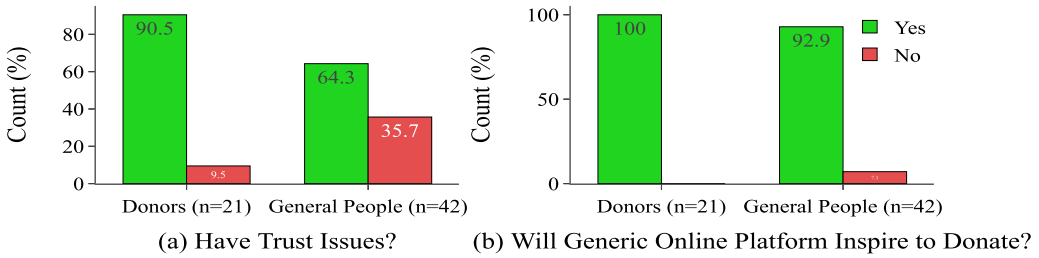 Count (%)
80
60
40
20
0
90.5
9.5
64.3
35.7
Donors (n=21)
General People (n=42)
(a) Have Trust Issues?
Count (%)
100
50
0
100
92.9
7.1
Yes
No
Donors (n=21)
General People (n=42)
(b) Will Generic Online Platform Inspire to Donate?